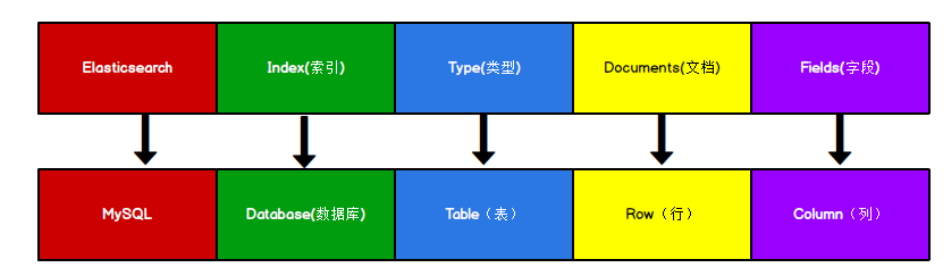 Elasticsearch
Index(索引)
Type(类型)
Documents(文档)
Fields(字段)
MySQL
Database(数据库)
Table（表）
Row（行）
Column（列）